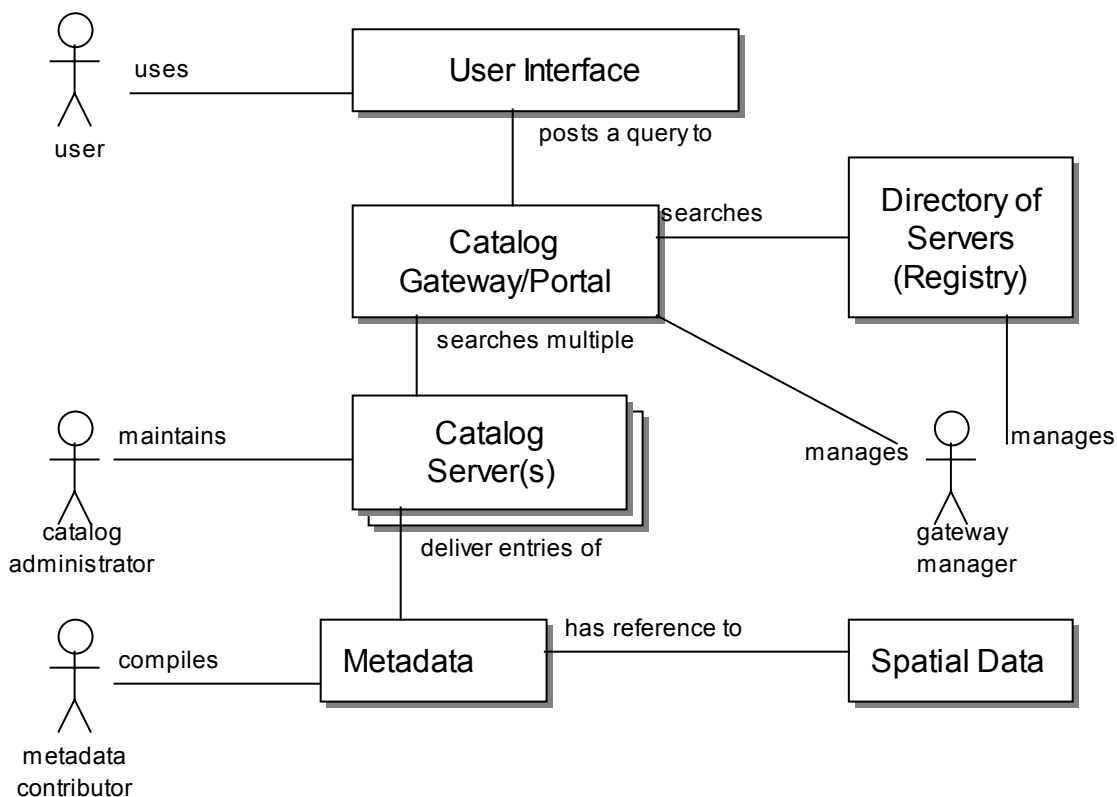 uses
User Interface
user
posts a query to
searches
Directory of
Servers
(Registry)
Catalog
Gateway/Portal
searches multiple
maintains
Catalog
Server(s)
manages
manages
catalog
administrator
deliver entries of
gateway
manager
compiles
Metadata
has reference to
Spatial Data
metadata
contributor